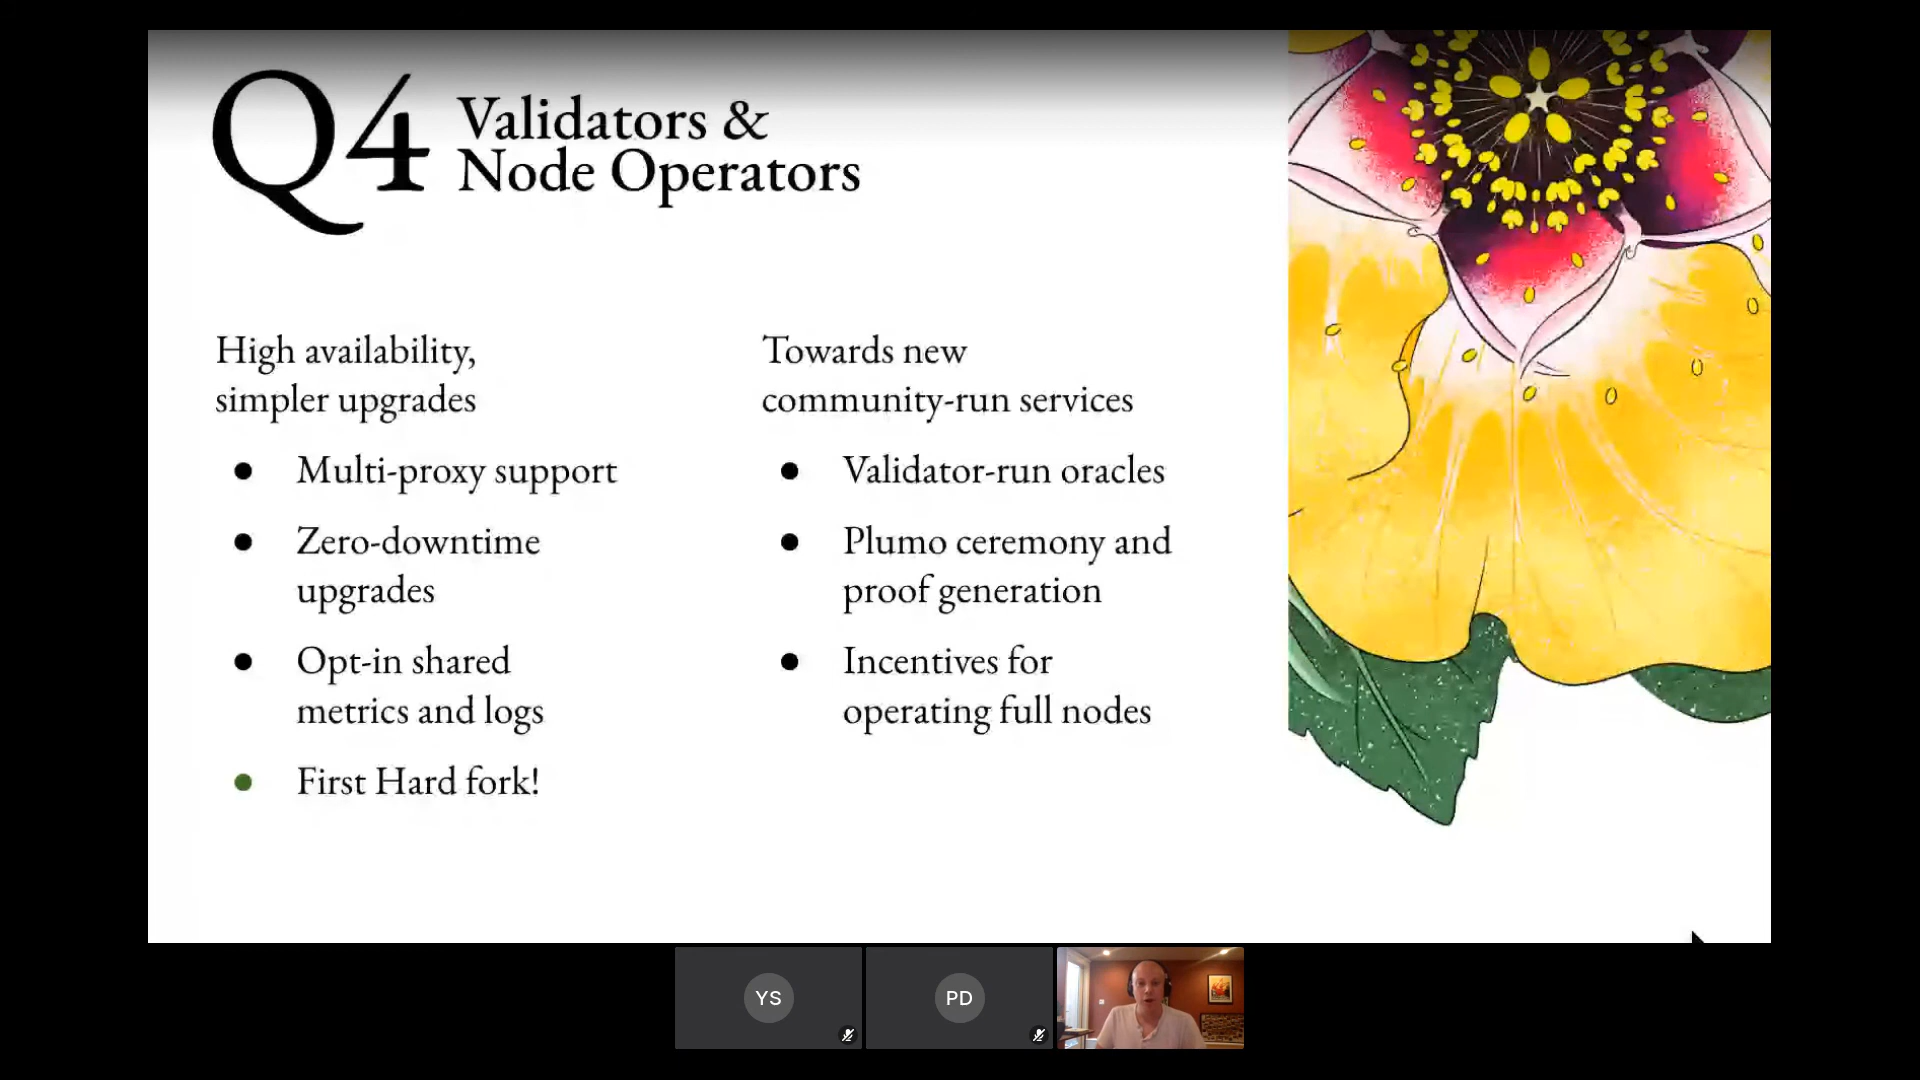 Q4
Validators &
Node Operators
High availability,
simpler upgrades
● Multi-proxy support
● Zero-downtime
upgrades
● Opt-in shared
metrics and logs
● First Hard fork!
Towards new
community-run services
● Validator-run oracles
● Plumo ceremony and
proof generation
● Incentives for
operating full nodes
YS
PD